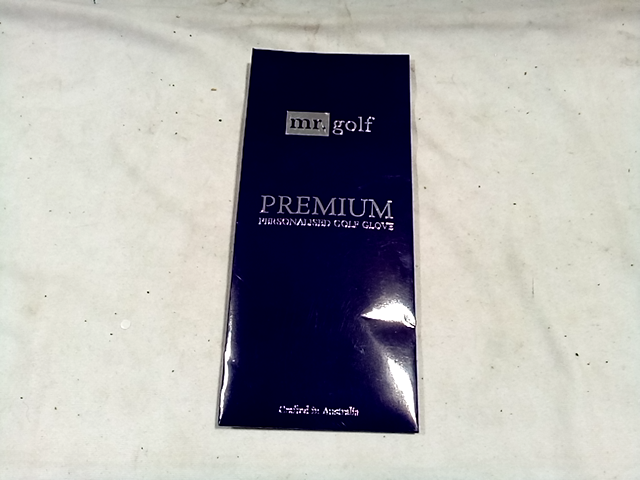 mr. golf
PREMIUM
PERSONALISED GOLF GLOVE
Crafted in Australia